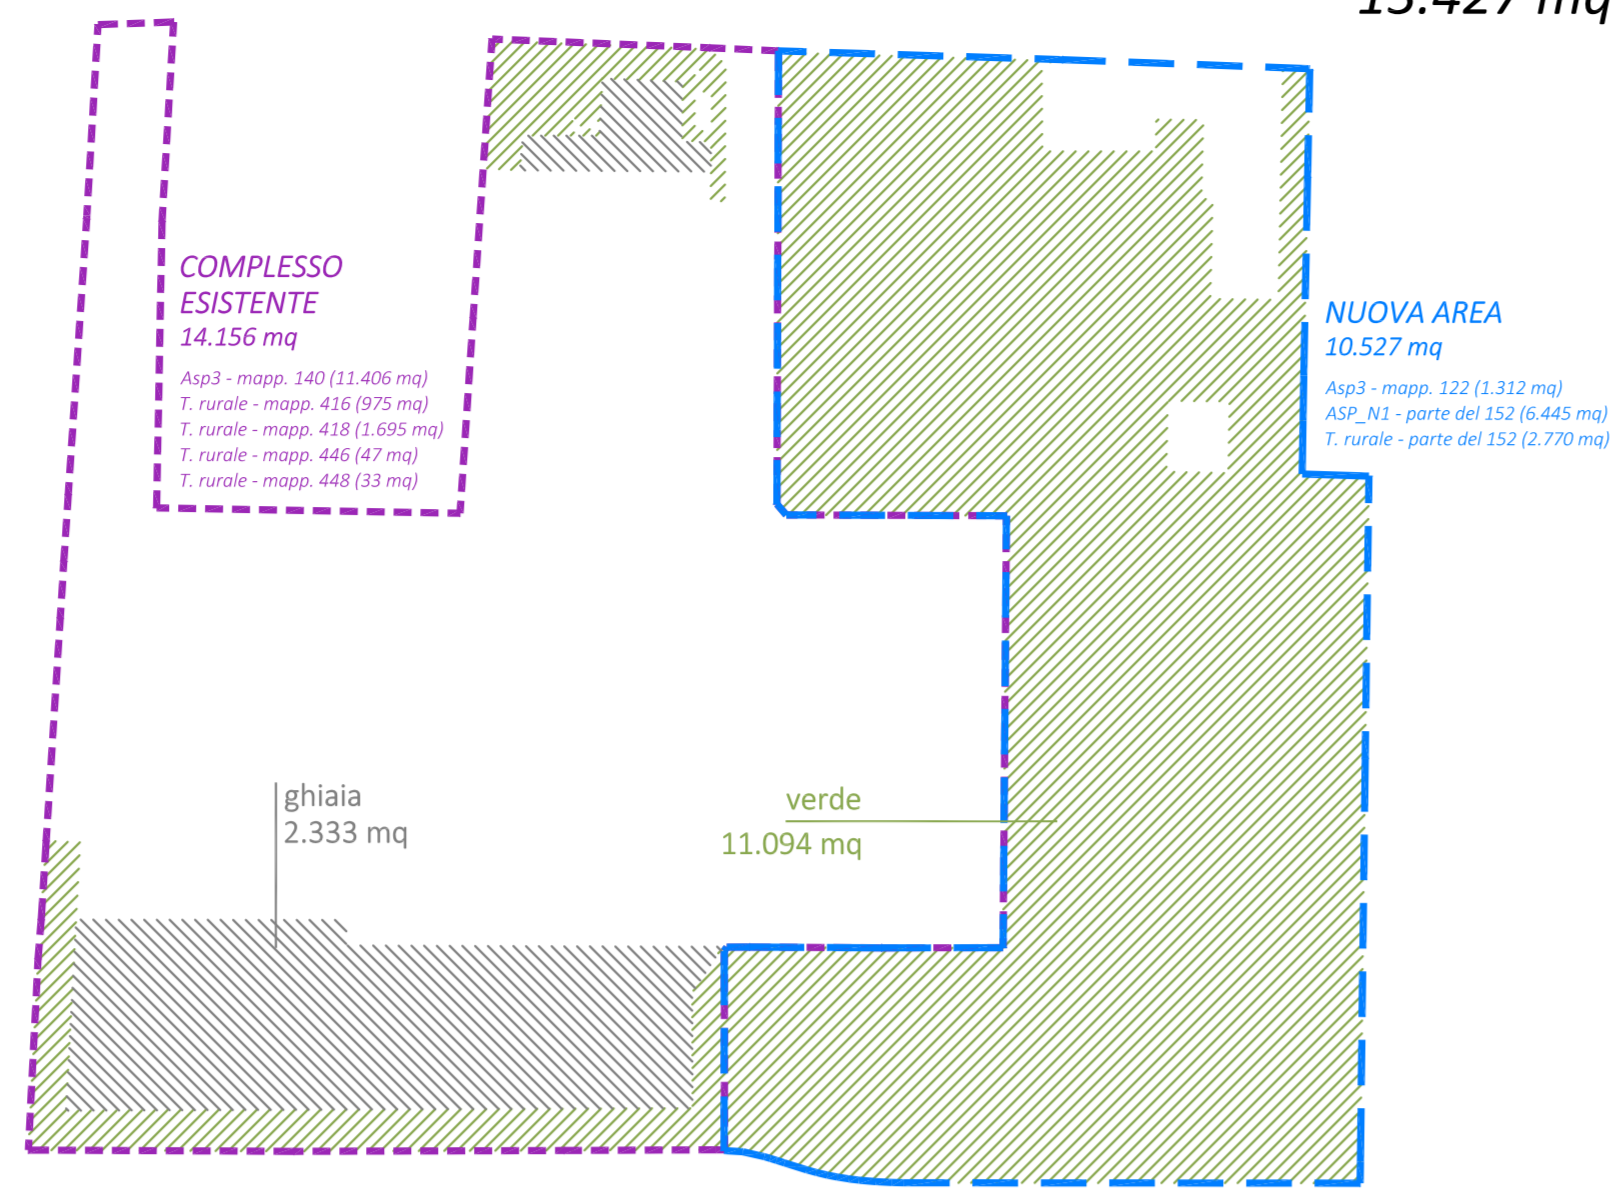 13.427 mq
COMPLESSO
ESISTENTE
14.156 mq
Asp3 - mapp. 140 (11.406 mq)
T. rurale - mapp. 416 (975 mq)
T. rurale - mapp. 418 (1.695 mq)
T. rurale - mapp. 446 (47 mq)
T. rurale - mapp. 448 (33 mq)
NUOVA AREA
10.527 mq
Asp3 - mapp. 122 (1.312 mq)
ASP_N1 - parte del 152 (6.445 mq)
T. rurale - parte del 152 (2.770 mq)
ghiaia
2.333 mq
verde
11.094 mq